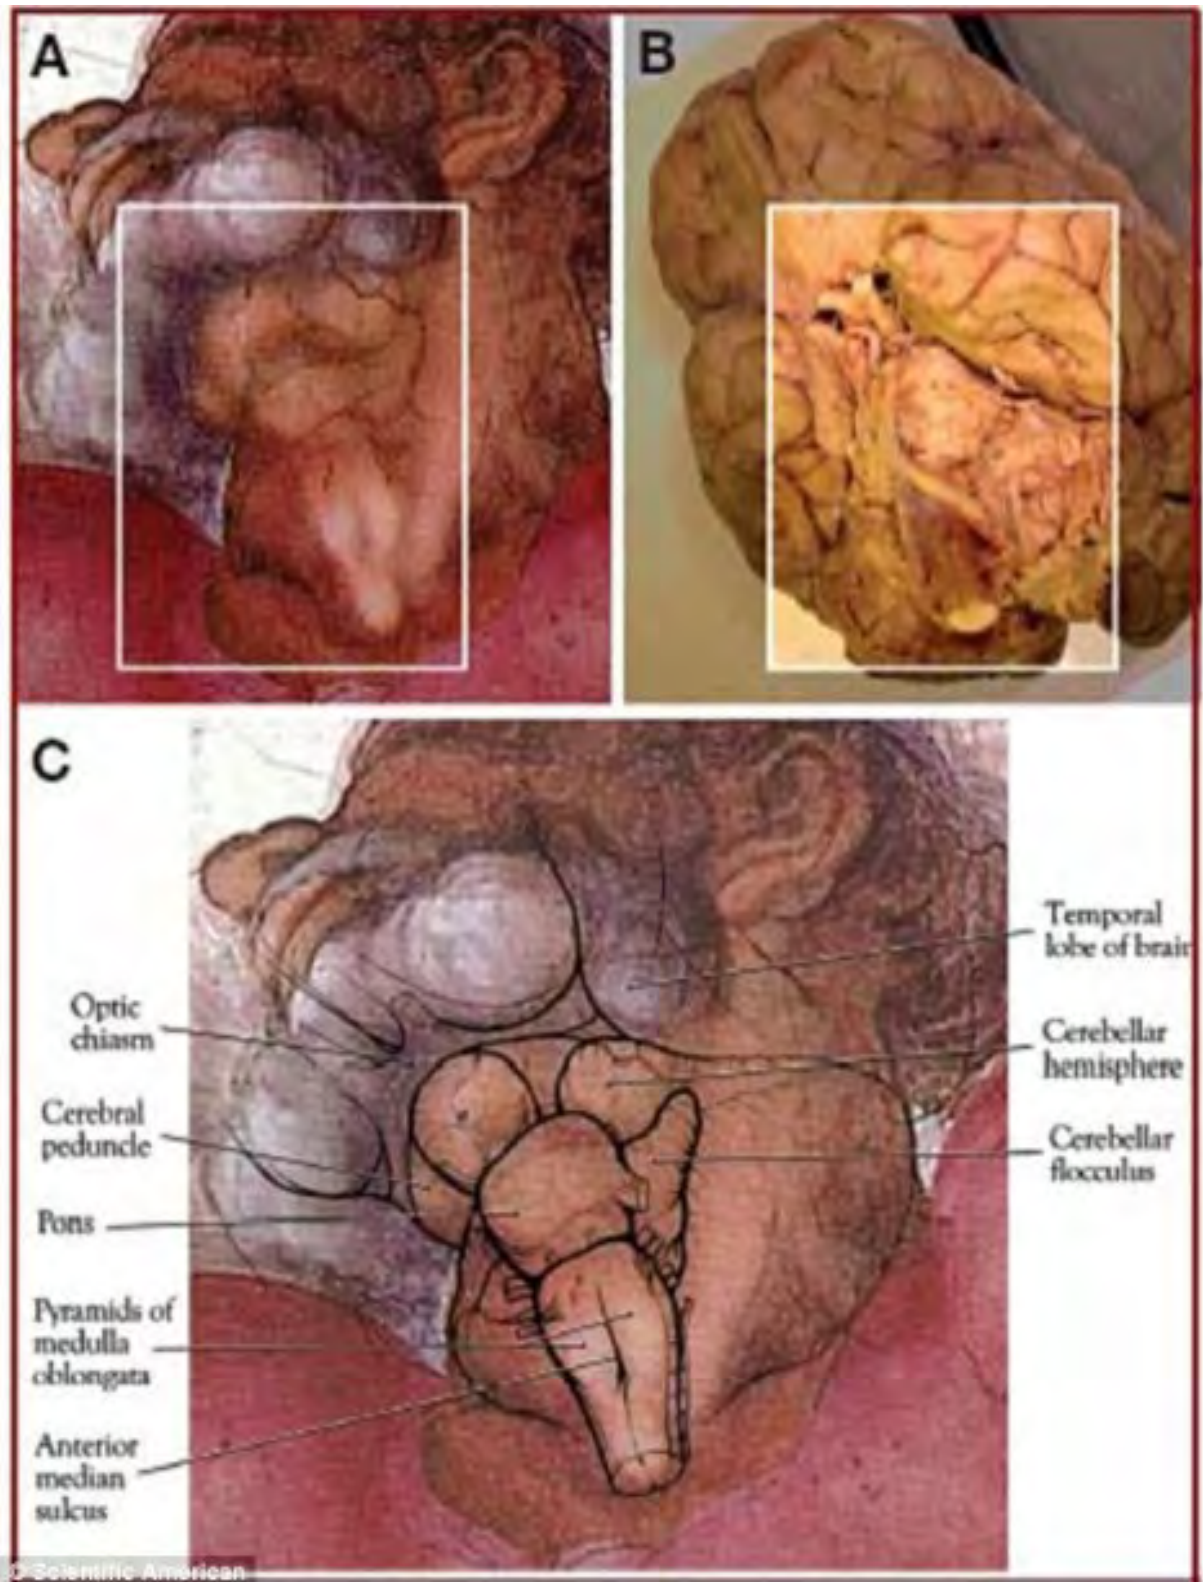 A
B
C
Temporal
lobe of brain
Optic
chiasm
Cerebellar
hemisphere
Cerebral
peduncle
Cerebellar
flocculus
Pons
Pyramids of
medulla
oblongata
Anterior
median
sulcus
© Scientific American